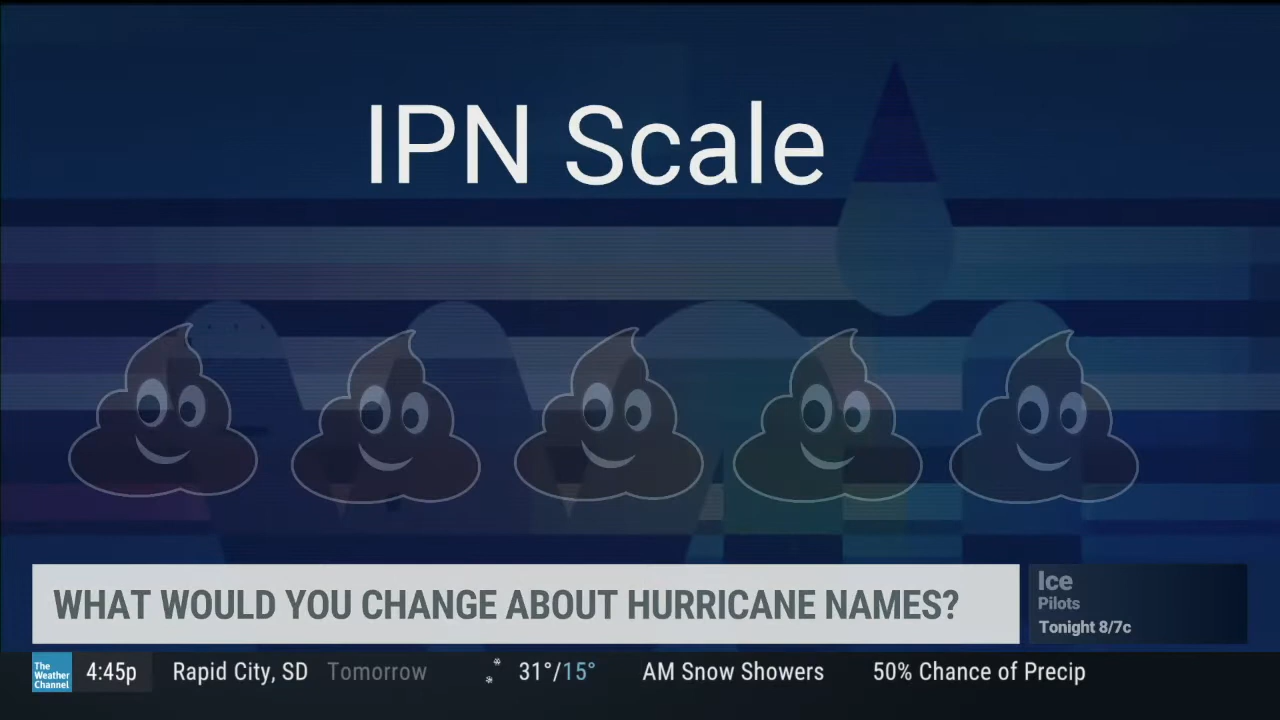 IPN Scale
WHAT WOULD YOU CHANGE ABOUT HURRICANE NAMES?
Ice
Pilots
Tonight 8/7c
The
Weather
Channel
4:45p Rapid City, SD Tomorrow 31°/15° AM Snow Showers 50% Chance of Precip